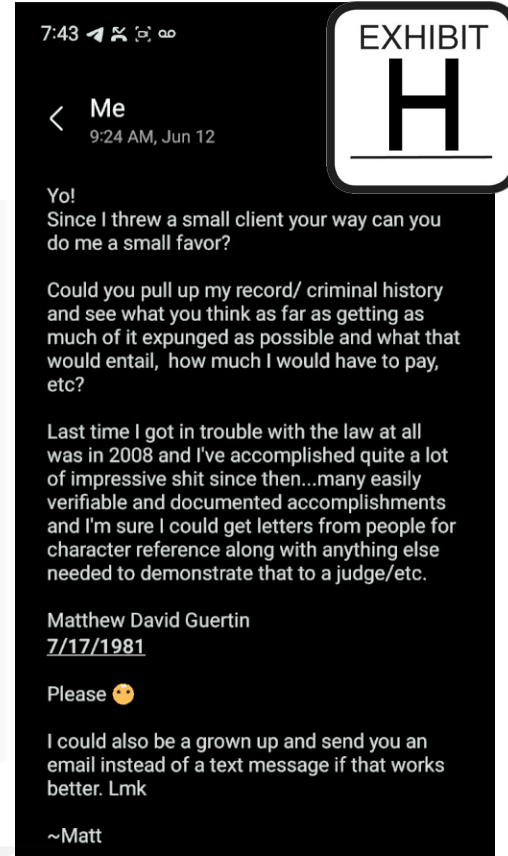 7:43
EXHIBIT
H
Me
9:24 AM, Jun 12
Yo!
Since I threw a small client your way can you
do me a small favor?
Could you pull up my record/ criminal history
and see what you think as far as getting as
much of it expunged as possible and what that
would entail,  how much I would have to pay,
etc?
Last time I got in trouble with the law at all
was in 2008 and I've accomplished quite a lot
of impressive shit since then...many easily
verifiable and documented accomplishments
and I'm sure I could get letters from people for
character reference along with anything else
needed to demonstrate that to a judge/etc.
Matthew David Guertin
7/17/1981
Please 😶
I could also be a grown up and send you an
email instead of a text message if that works
better. Lmk
~Matt